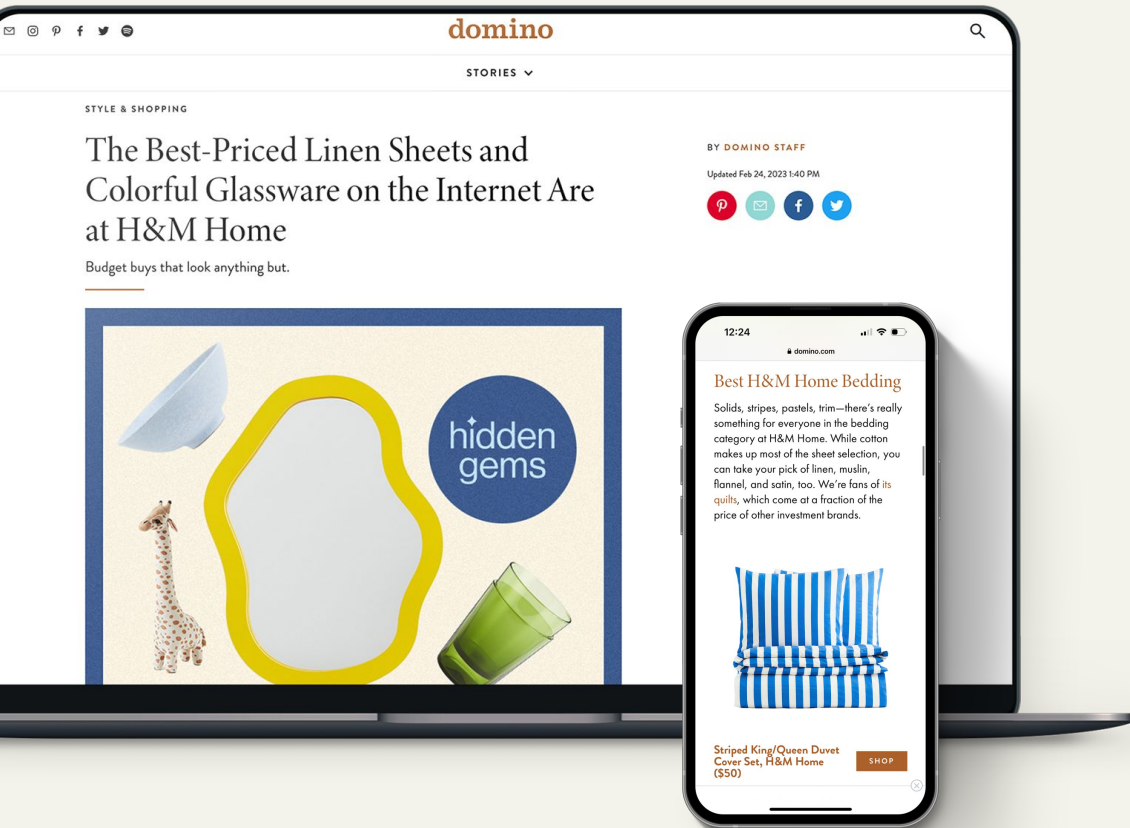 domino
STORIES
STYLE & SHOPPING
The Best-Priced Linen Sheets and
Colorful Glassware on the Internet Are
at H&M Home
Budget buys that look anything but.
BY DOMINO STAFF
Updated Feb 24, 2023 1:40 PM
hidden
gems
12:24
domino.com
Best H&M Home Bedding
Solids, stripes, pastels, trim—there’s really
something for everyone in the bedding
category at H&M Home. While cotton
makes up most of the sheet selection, you
can take your pick of linen, muslin,
flannel, and satin, too. We’re fans of its
quilts, which come at a fraction of the
price of other investment brands.
Striped King/Queen Duvet
Cover Set, H&M Home
($50)
SHOP